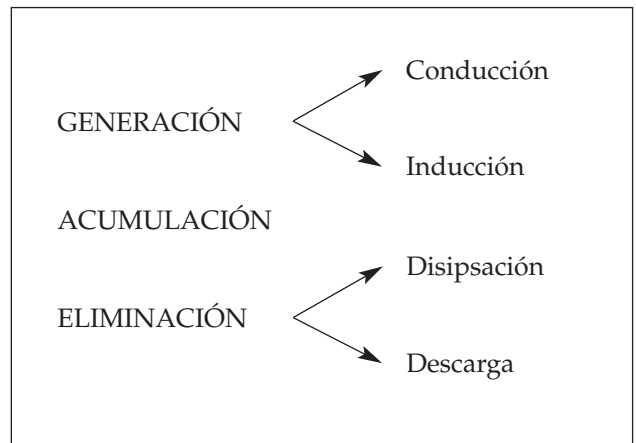 Conducción
GENERACIÓN
Inducción
ACUMULACIÓN
Disipsación
ELIMINACIÓN
Descarga